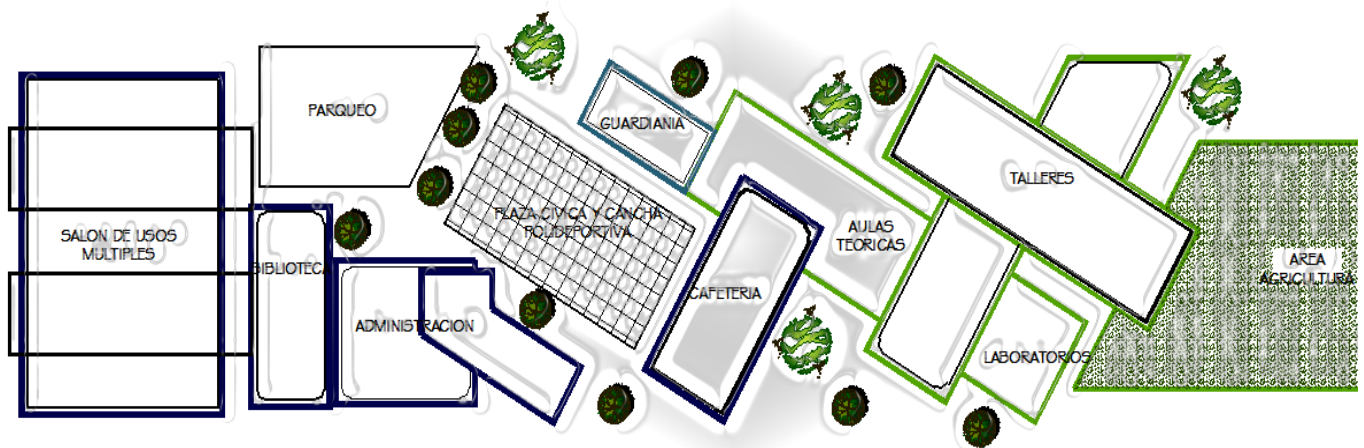 PARQUEO
GUARDIANIA
TALLERES
PLAZA CIVICA Y CANCHA
POLIDEPORTIVA
SALON DE USOS
MULTIPLES
AULAS
TEORICAS
BIBLIOTECA
AREA
AGRICULTURA
CAFETERIA
ADMINISTRACION
LABORATORIOS